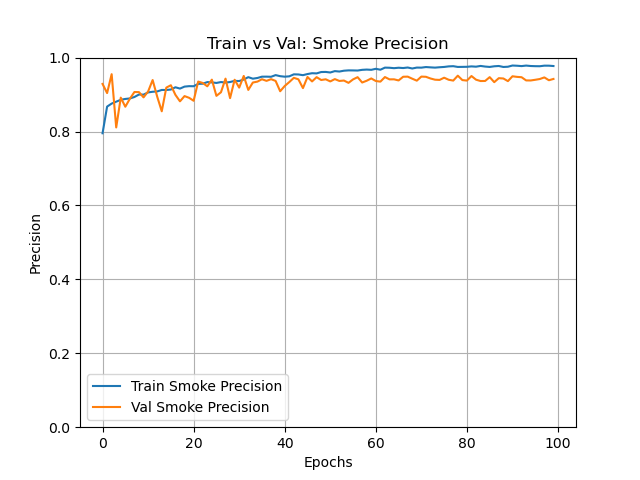 Train vs Val: Smoke Precision
1.0
0.8
0.6
0.4
0.2
0.0
Precision
Train Smoke Precision
Val Smoke Precision
0 20 40 60 80 100
Epochs